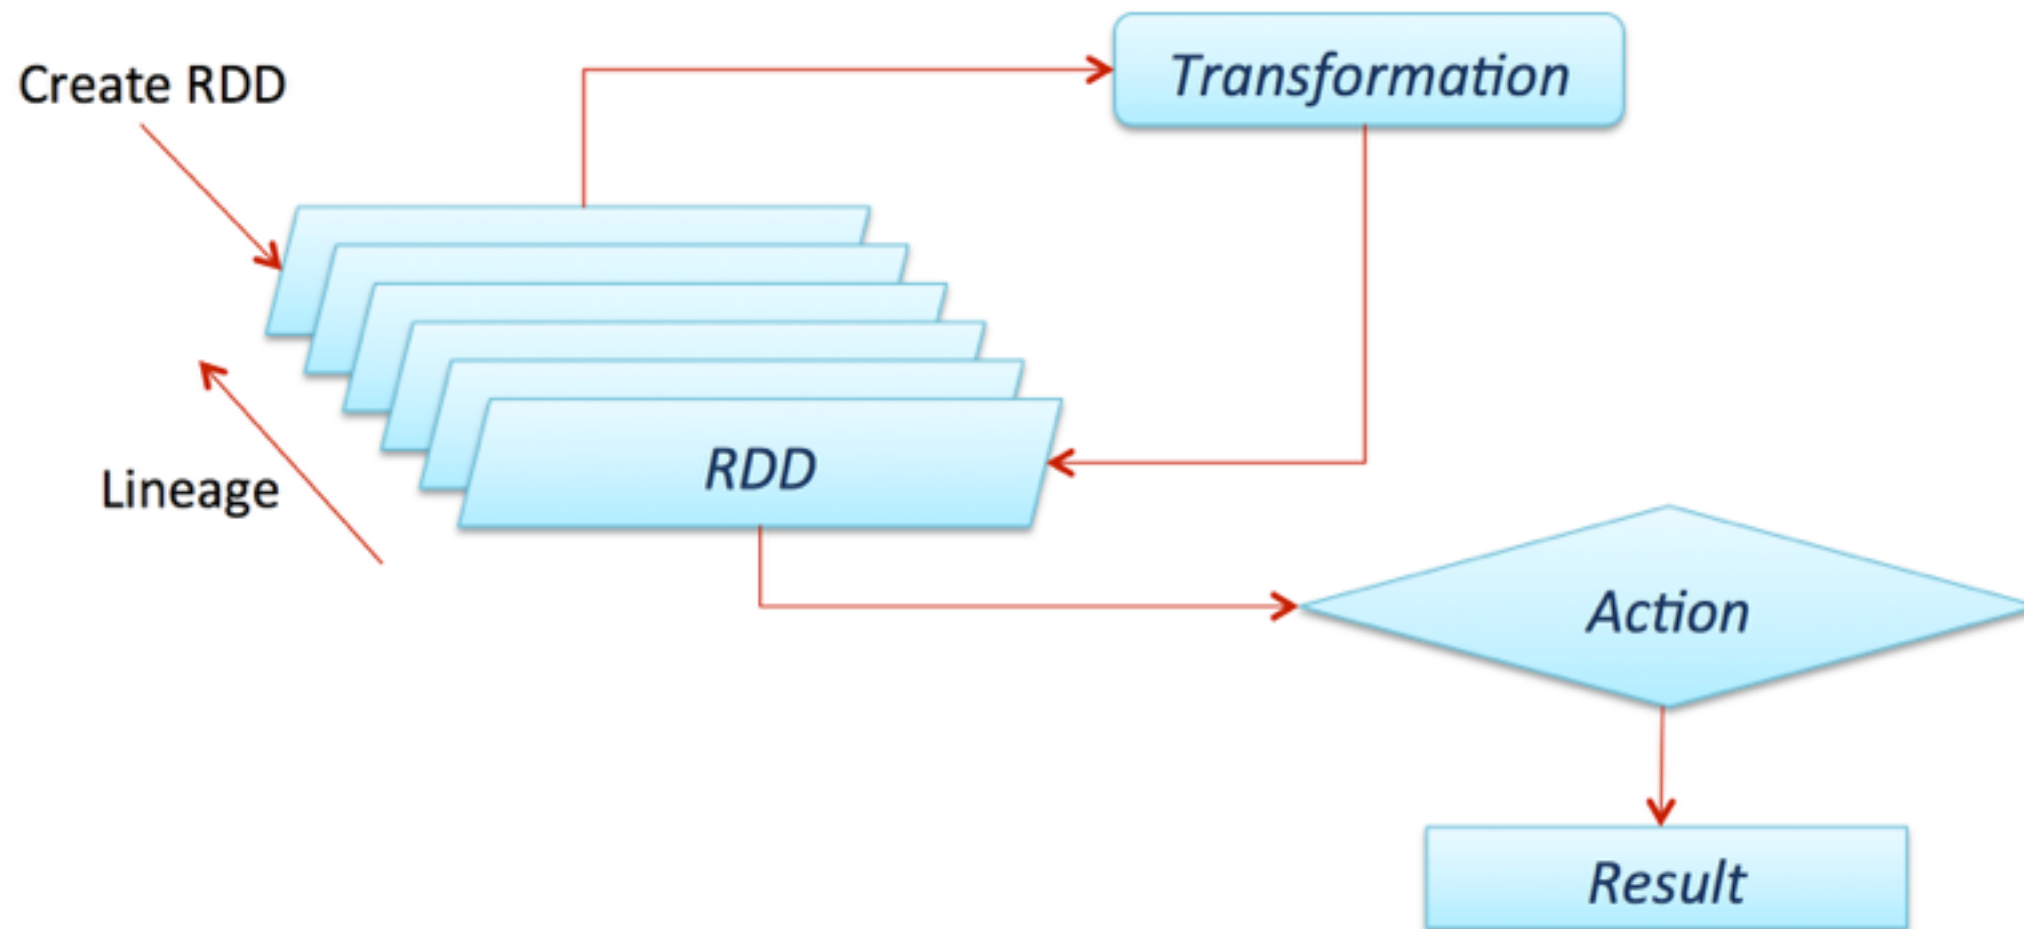 Create RDD
Transformation
RDD
Lineage
Action
Result